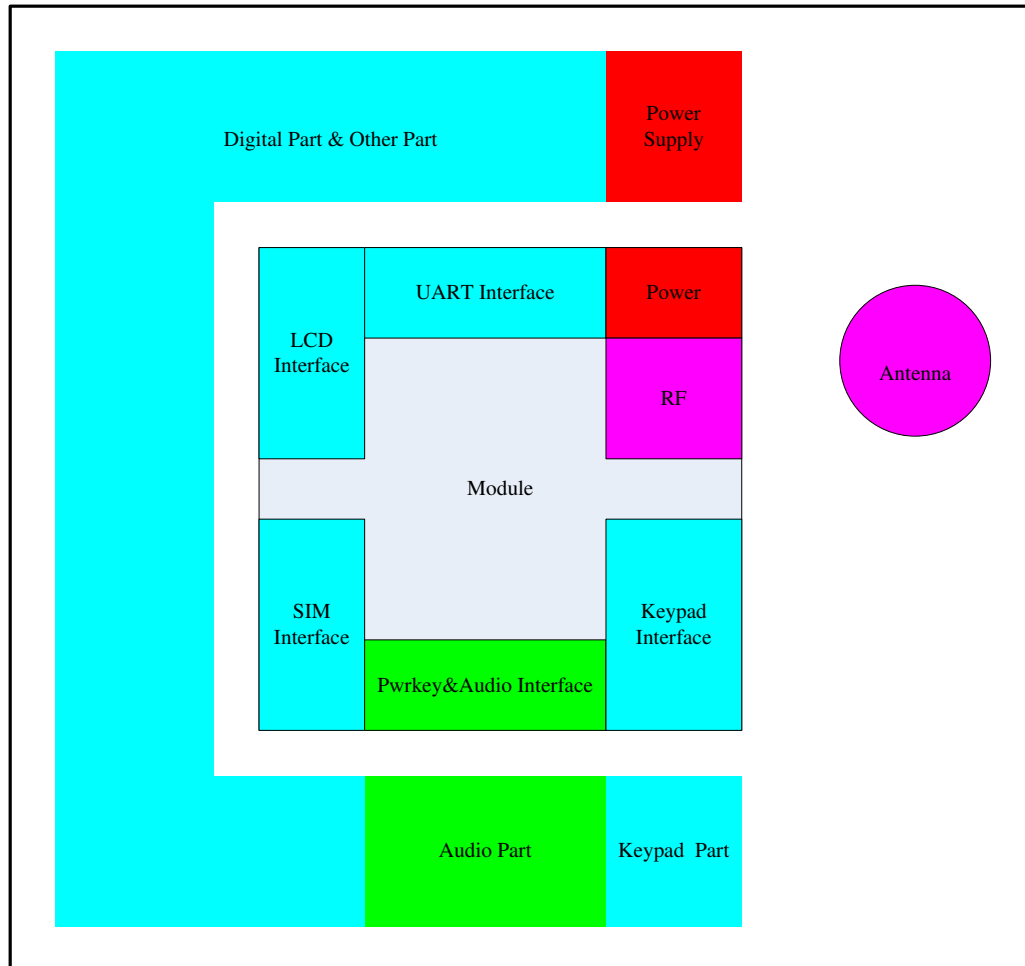 Digital Part & Other Part
Power
Supply
UART Interface
Power
LCD
Interface
RF
Antenna
Module
SIM
Interface
Keypad
Interface
Pwrkey&Audio Interface
Audio Part
Keypad  Part